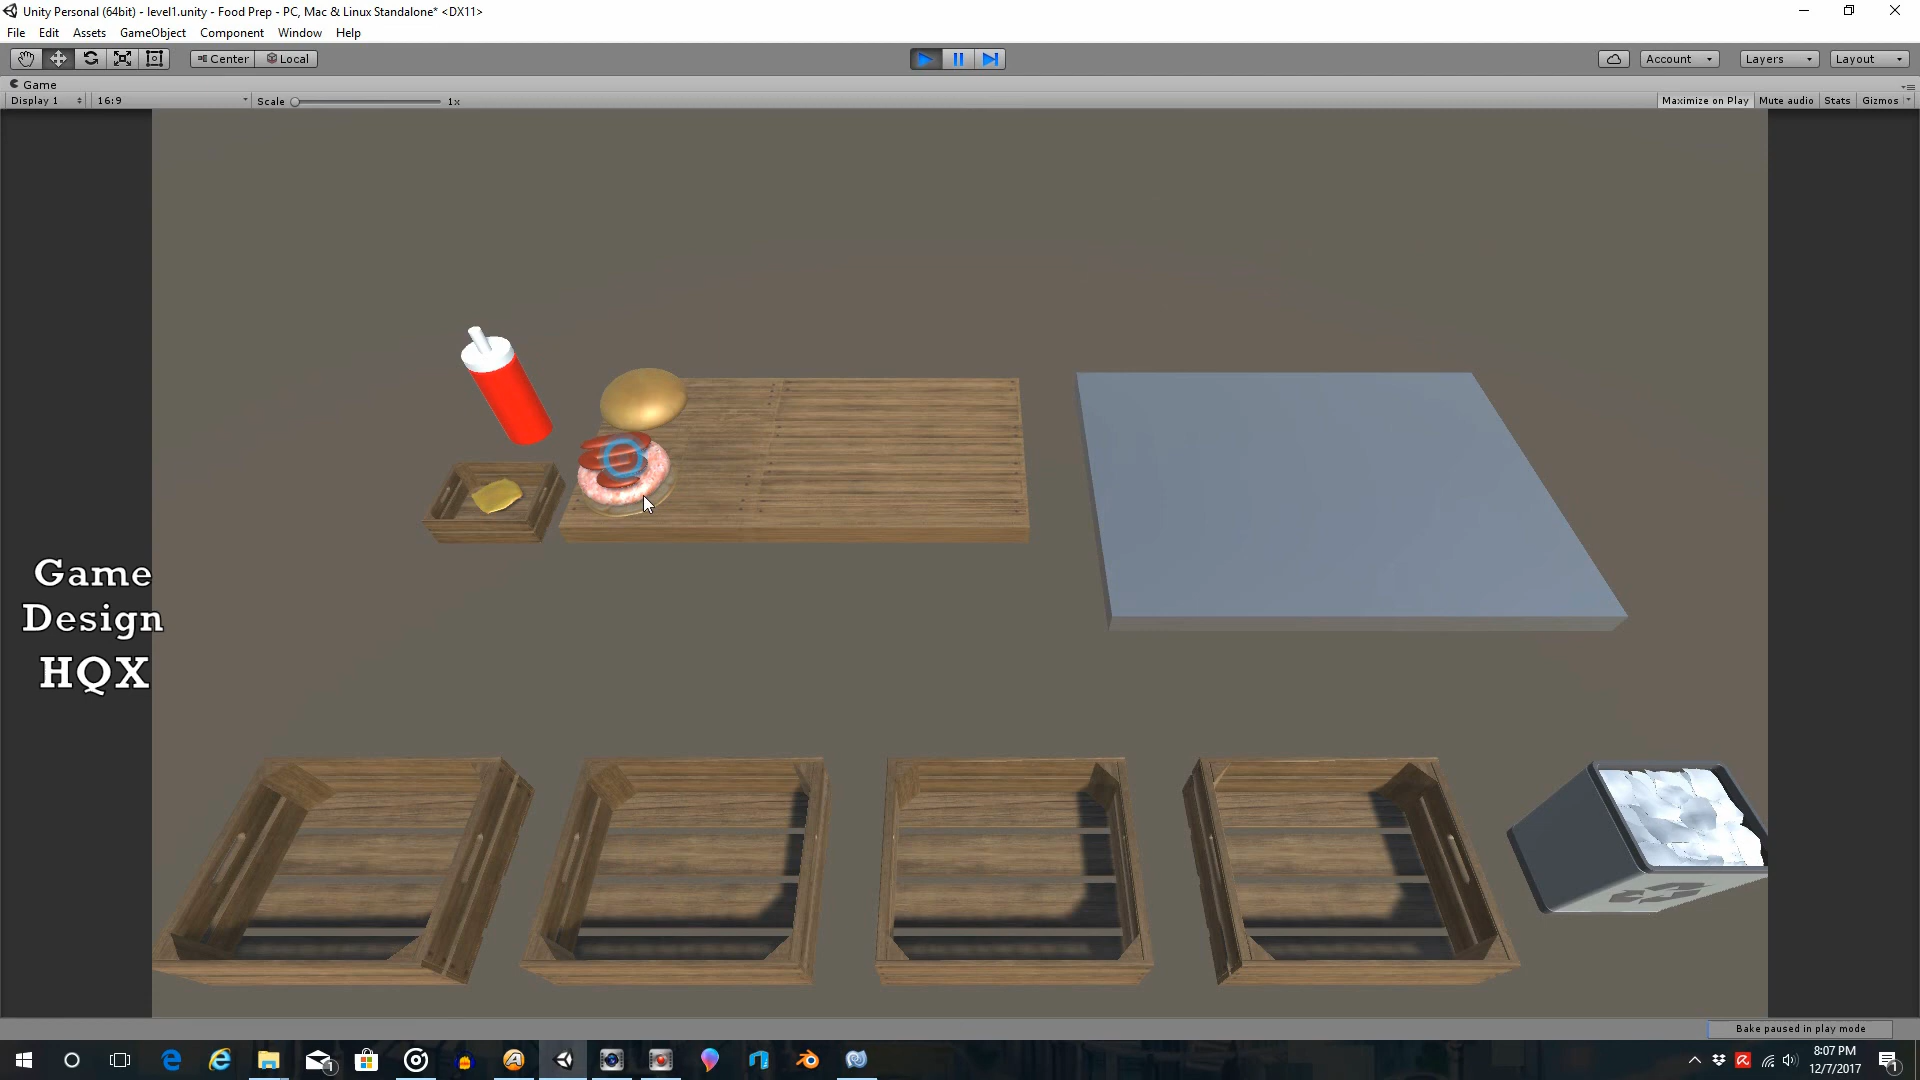 Unity Personal (64bit) - level1.unity - Food Prep - PC, Mac & Linux Standalone* <DX11>
File Edit Assets GameObject Component Window Help
Center Local Account Layers Layout
Game
Display 1 16:9 Scale 1x Maximize on Play Mute audio Stats Gizmos
Game
Design
HQX
Bake paused in play mode
8:07 PM
12/7/2017